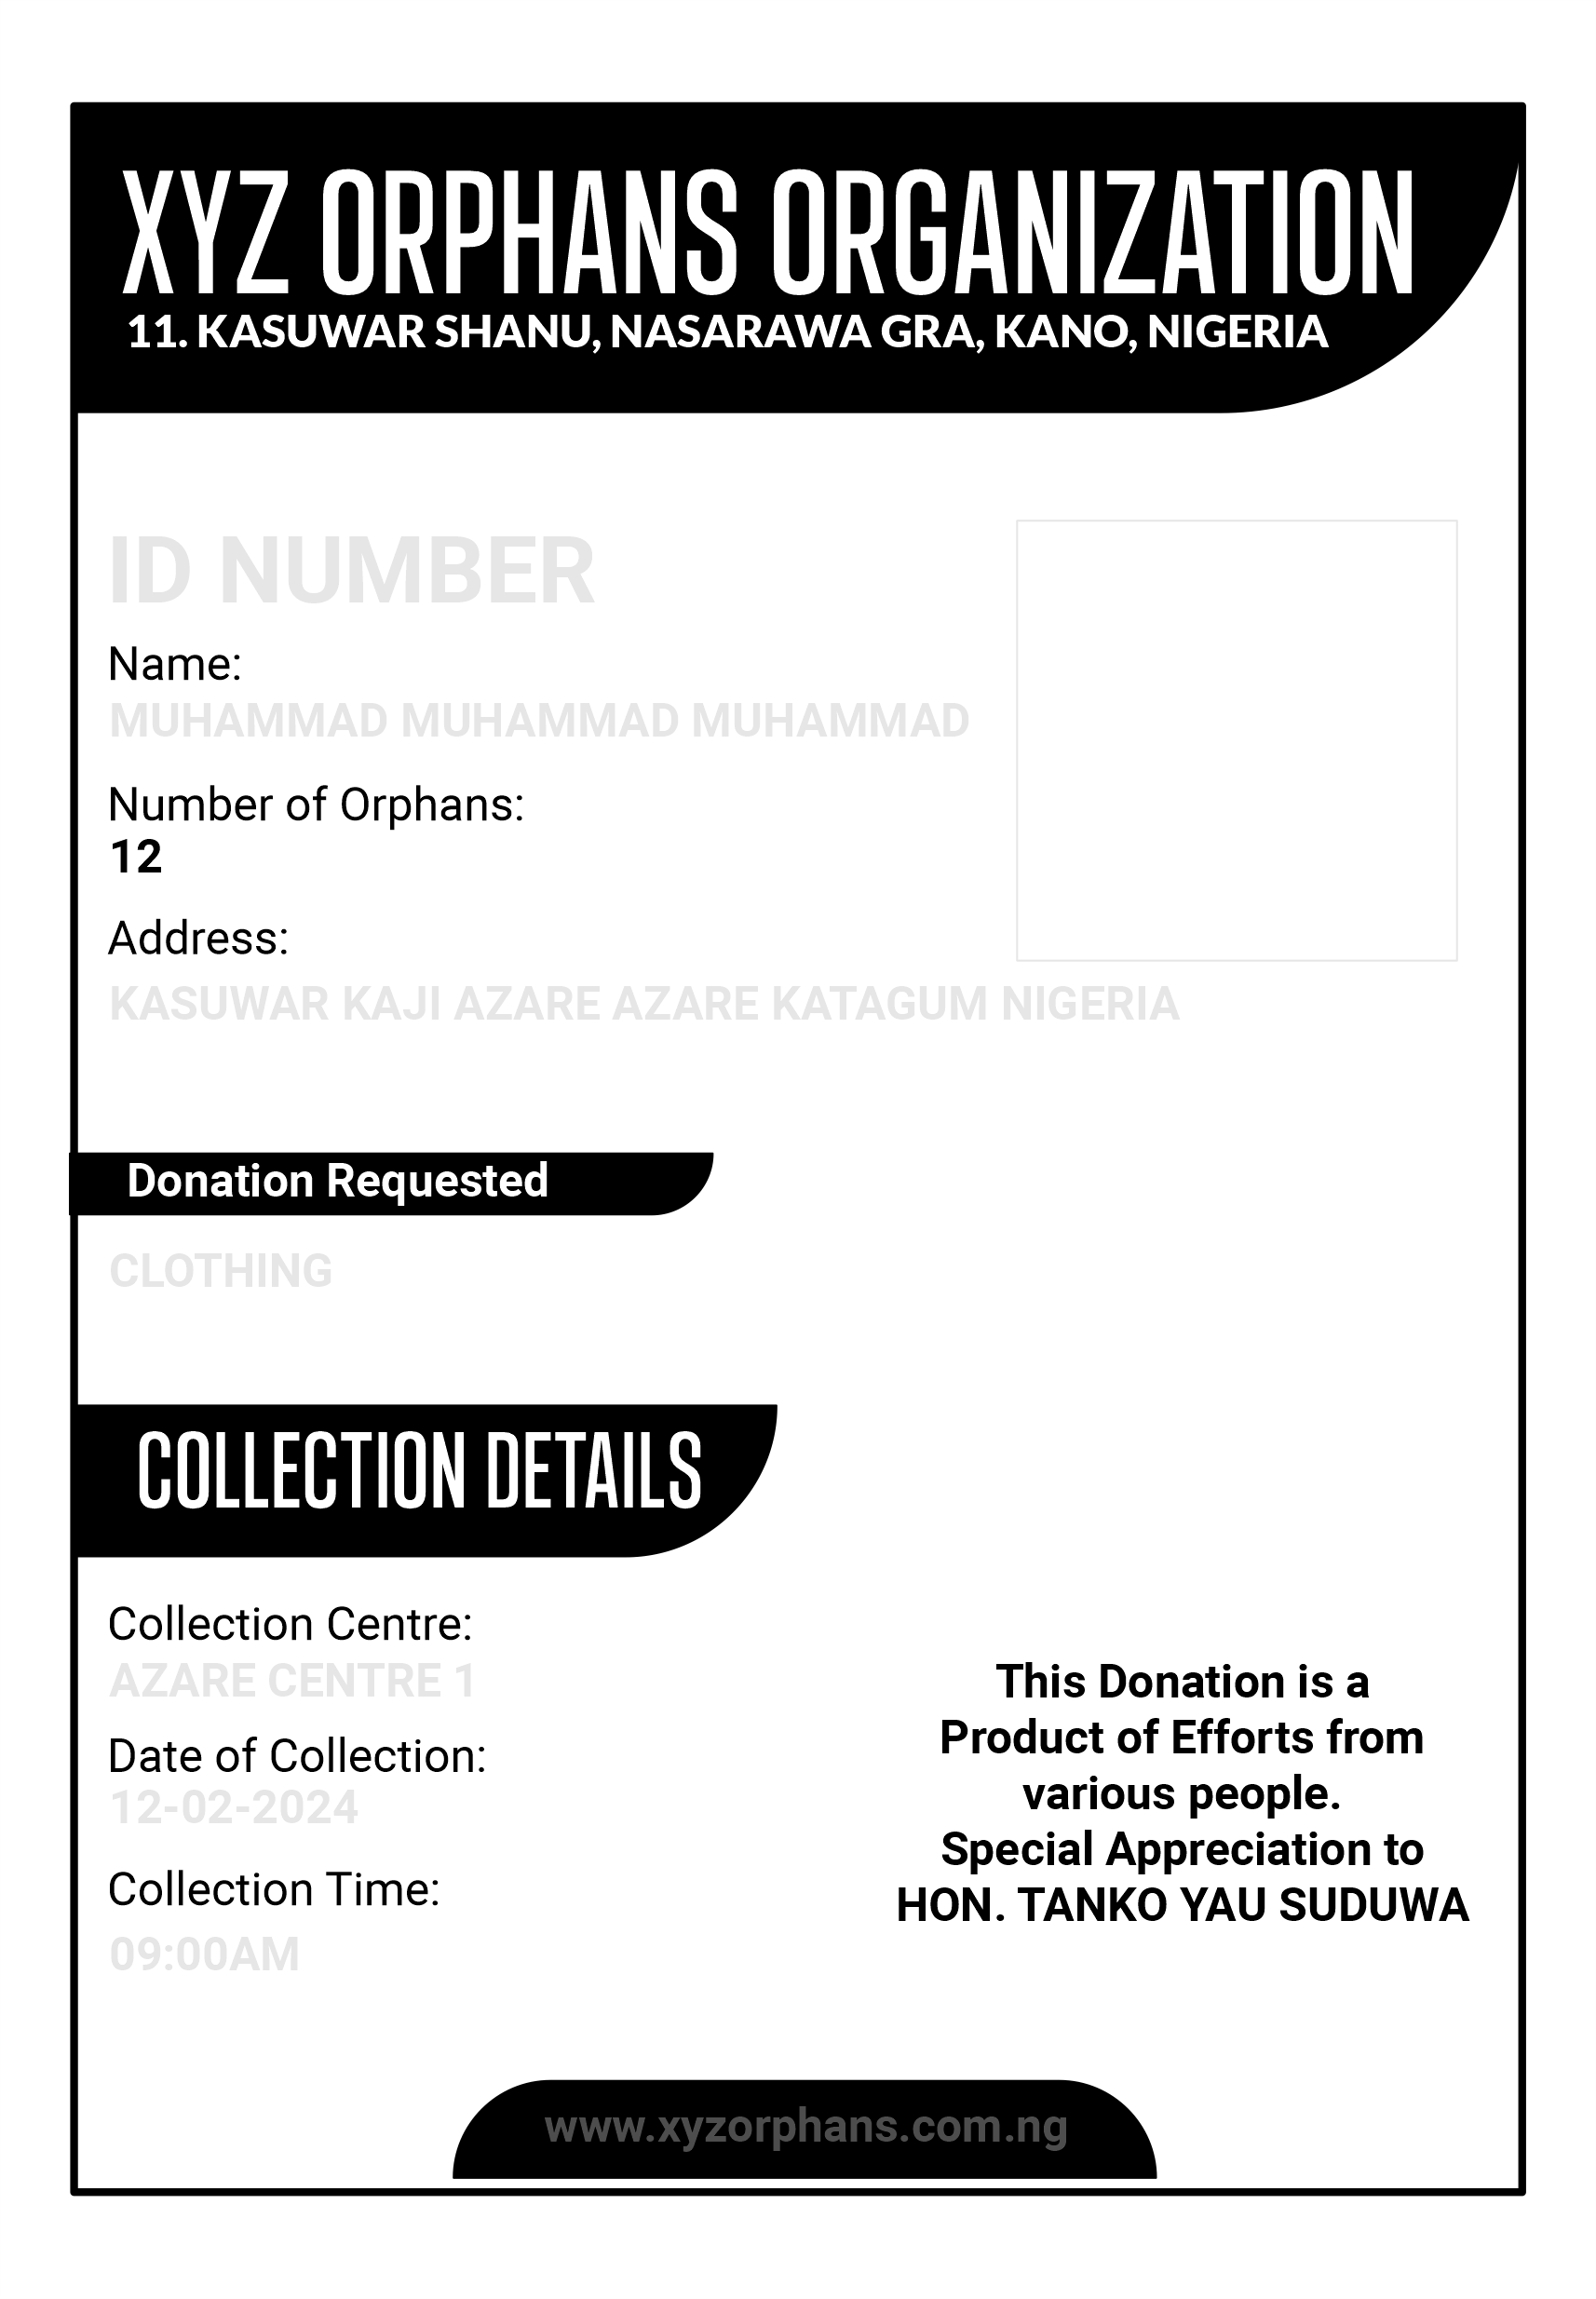 XYZ ORPHANS ORGANIZATION
11. KASUWAR SHANU, NASARAWA GRA, KANO, NIGERIA
ID NUMBER
Name:
MUHAMMAD MUHAMMAD MUHAMMAD
Number of Orphans:
12
Address:
KASUWAR KAJI AZARE AZARE KATAGUM NIGERIA
Donation Requested
CLOTHING
COLLECTION DETAILS
Collection Centre:
AZARE CENTRE 1
Date of Collection:
12-02-2024
Collection Time:
09:00AM
This Donation is a
Product of Efforts from
various people.
Special Appreciation to
HON. TANKO YAU SUDUWA
www.xyzorphans.com.ng